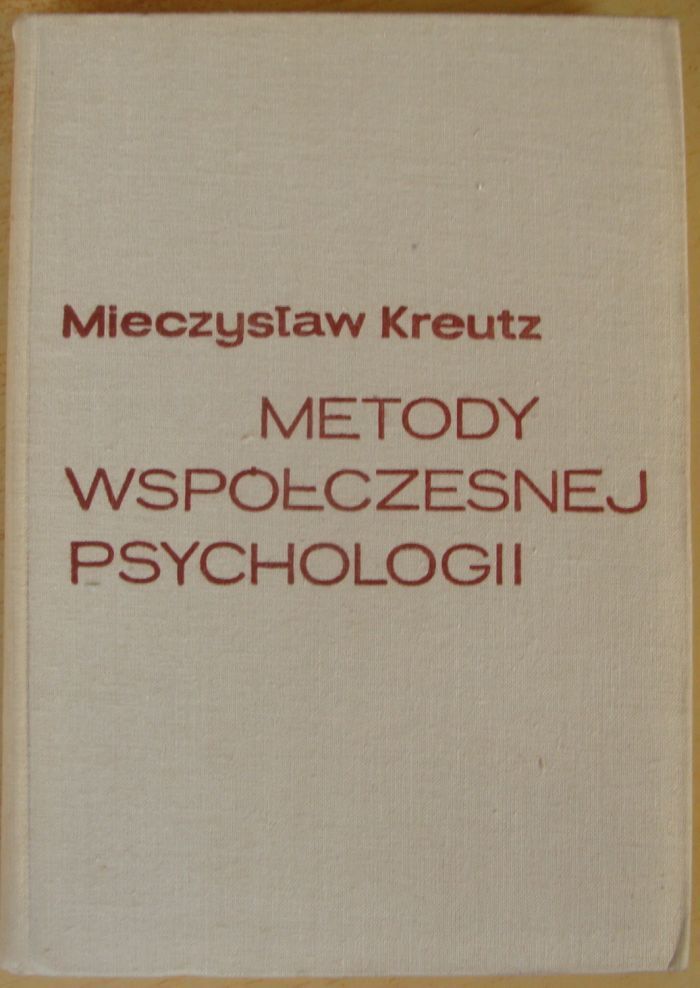 Mieczysław Kreutz
METODY
WSPÓŁCZESNEJ
PSYCHOLOGII